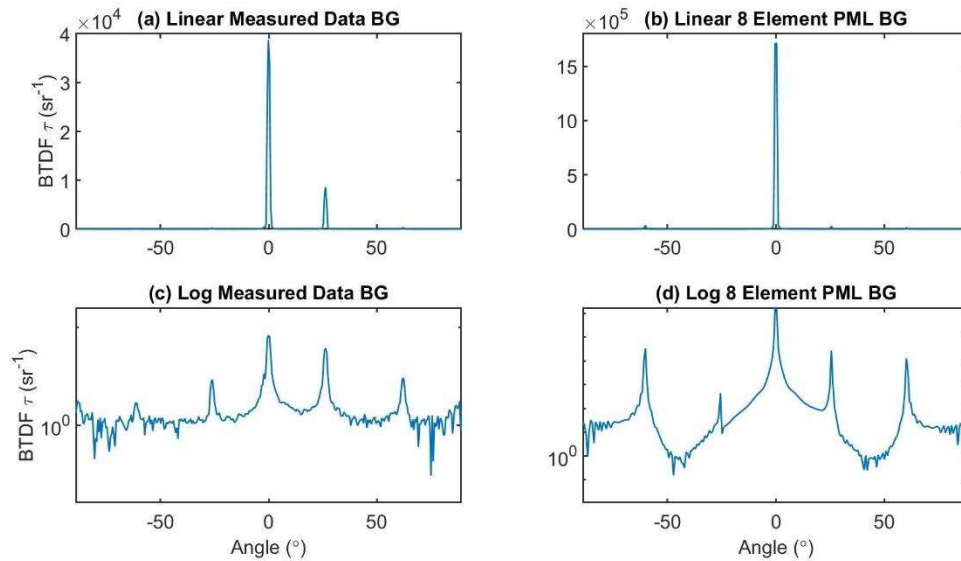 (a) Linear Measured Data BG
×10⁴
4
3
2
1
0
BTDF τ (sr⁻¹)
-50 0 50
(b) Linear 8 Element PML BG
×10⁵
15
10
5
0
-50 0 50
(c) Log Measured Data BG
10⁰
BTDF τ (sr⁻¹)
-50 0 50
Angle (°)
(d) Log 8 Element PML BG
10⁰
-50 0 50
Angle (°)